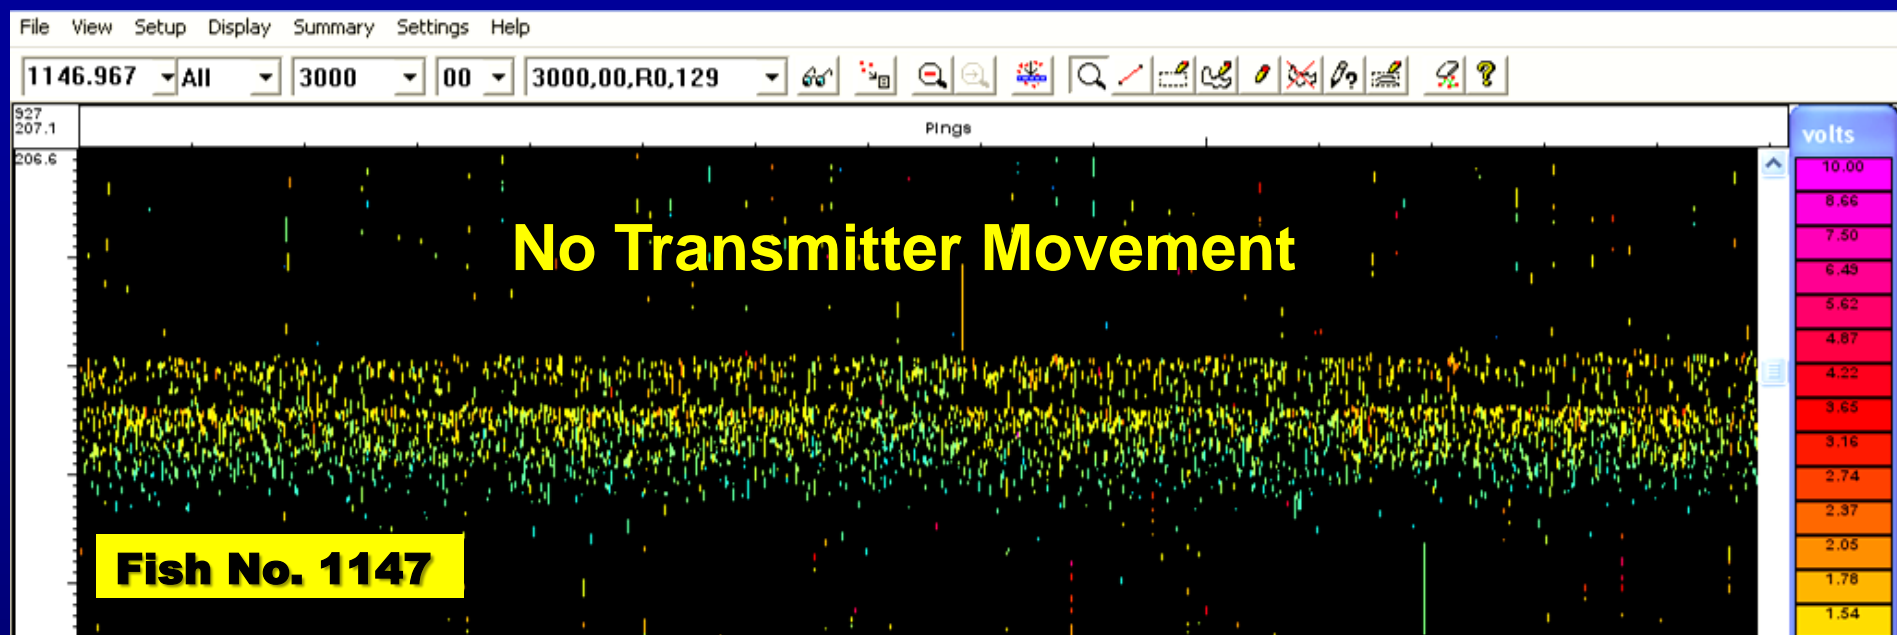 File View Setup Display Summary Settings Help
1146.967 All 3000 00 3000,00,R0,129
927
207.1
Pings
volts
206.6
10.00
8.66
7.50
6.49
5.62
4.87
4.22
3.65
3.16
2.74
2.37
2.05
1.78
1.54
No Transmitter Movement
Fish No. 1147